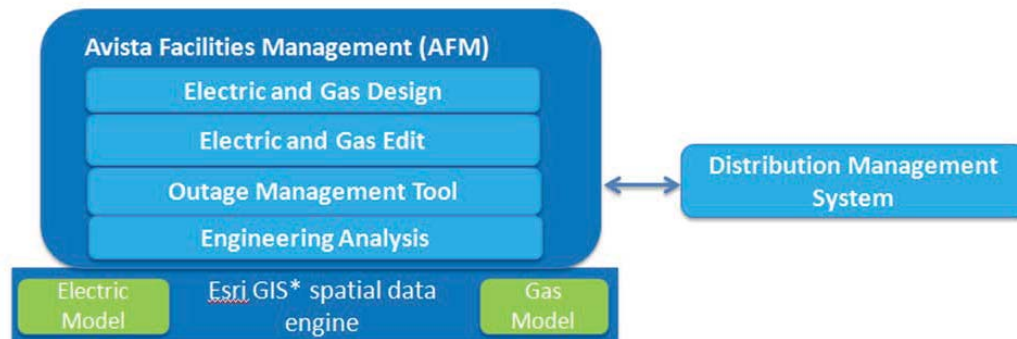 Avista Facilities Management (AFM)
Electric and Gas Design
Electric and Gas Edit
Outage Management Tool
Engineering Analysis
Distribution Management
System
Electric
Model
Esri GIS* spatial data
engine
Gas
Model